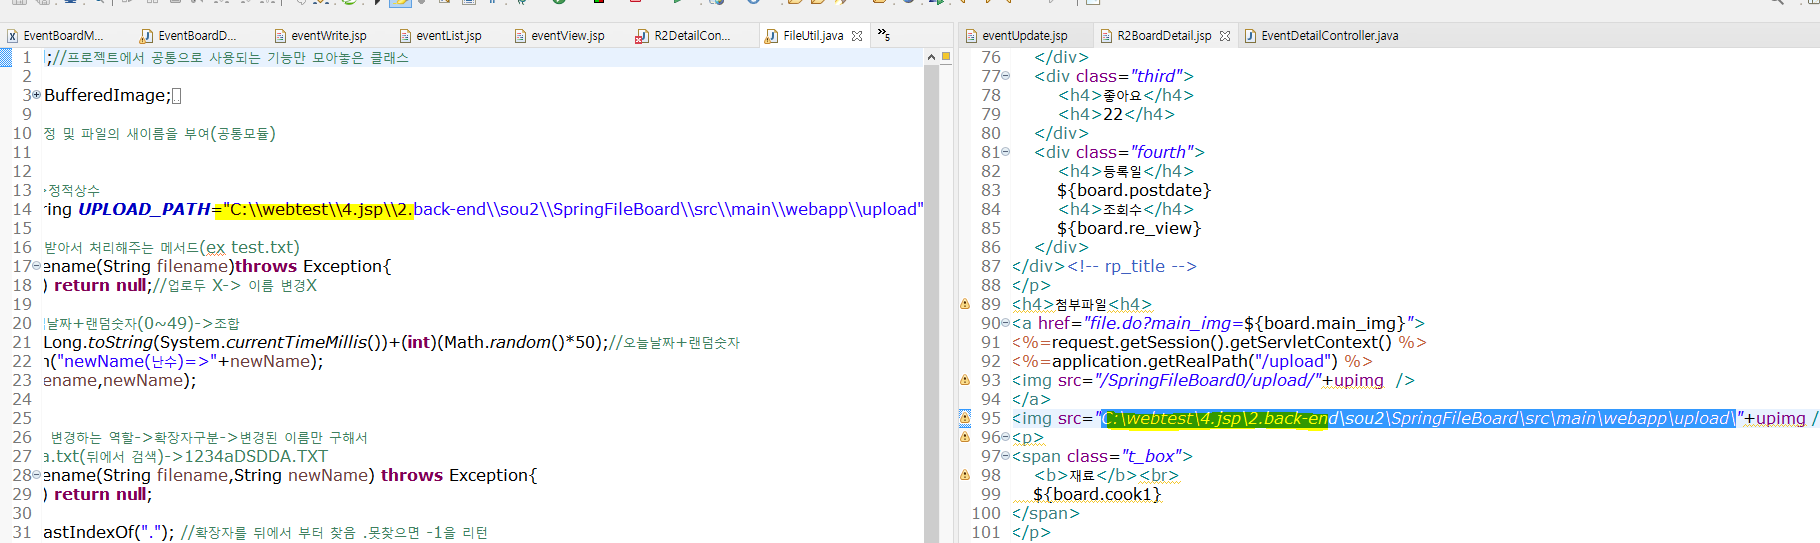 EventBoardM...
EventBoardD...
eventWrite.jsp
eventList.jsp
eventView.jsp
R2DetailCon...
FileUtil.java
»5
1 ;//프로젝트에서 공통으로 사용되는 기능만 모아놓은 클래스
2
3 BufferedImage;
9
10 정 및 파일의 새이름을 부여(공통모듈)
11
12
13 >정적상수
14 ring UPLOAD_PATH="C:\\webtest\\4.jsp\\2.back-end\\sou2\\SpringFileBoard\\src\\main\\webapp\\upload"
15
16 받아서 처리해주는 메서드(ex test.txt)
17 ename(String filename)throws Exception{
18 ) return null;//업로두 X-> 이름 변경X
19
20 날짜+랜덤숫자(0~49)->조합
21 Long.toString(System.currentTimeMillis())+(int)(Math.random()*50);//오늘날짜+랜덤숫자
22 n("newName(난수)=>"+newName);
23 ename,newName);
24
25
26 변경하는 역할->확장자구분->변경된 이름만 구해서
27 a.txt(뒤에서 검색)->1234aDSDDA.TXT
28 ename(String filename,String newName) throws Exception{
29 ) return null;
30
31 astIndexOf("."); //확장자를 뒤에서 부터 찾음 .못찾으면 -1을 리턴
eventUpdate.jsp
R2BoardDetail.jsp
EventDetailController.java
76 </div>
77 <div class="third">
78 <h4>좋아요</h4>
79 <h4>22</h4>
80 </div>
81 <div class="fourth">
82 <h4>등록일</h4>
83 ${board.postdate}
84 <h4>조회수</h4>
85 ${board.re_view}
86 </div>
87 </div><!-- rp_title -->
88 </p>
89 <h4>첨부파일<h4>
90 <a href="file.do?main_img=${board.main_img}">
91 <%=request.getSession().getServletContext() %>
92 <%=application.getRealPath("/upload") %>
93 <img src="/SpringFileBoard0/upload/"+upimg />
94 </a>
95 <img src="C:\webtest\4.jsp\2.back-end\sou2\SpringFileBoard\src\main\webapp\upload\"+upimg /
96 <p>
97 <span class="t_box">
98 <b>재료</b><br>
99 ${board.cook1}
100 </span>
101 </p>